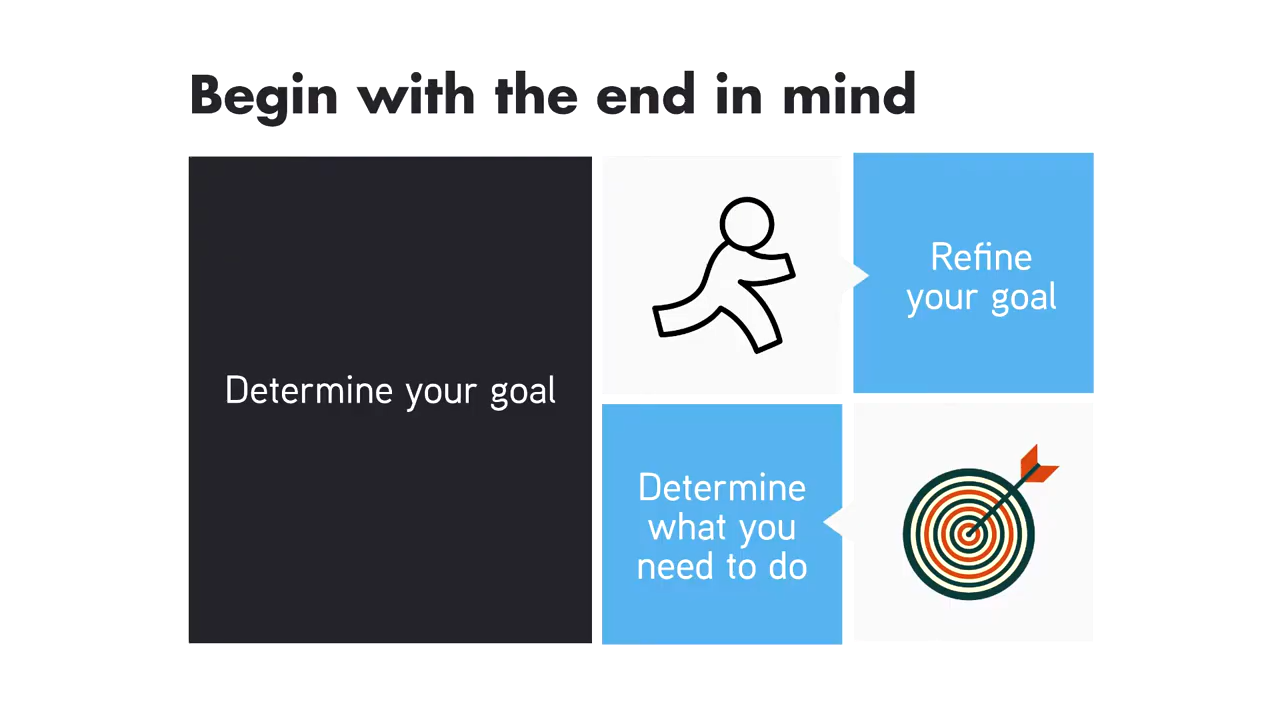 Begin with the end in mind
Determine your goal
Refine
your goal
Determine
what you
need to do